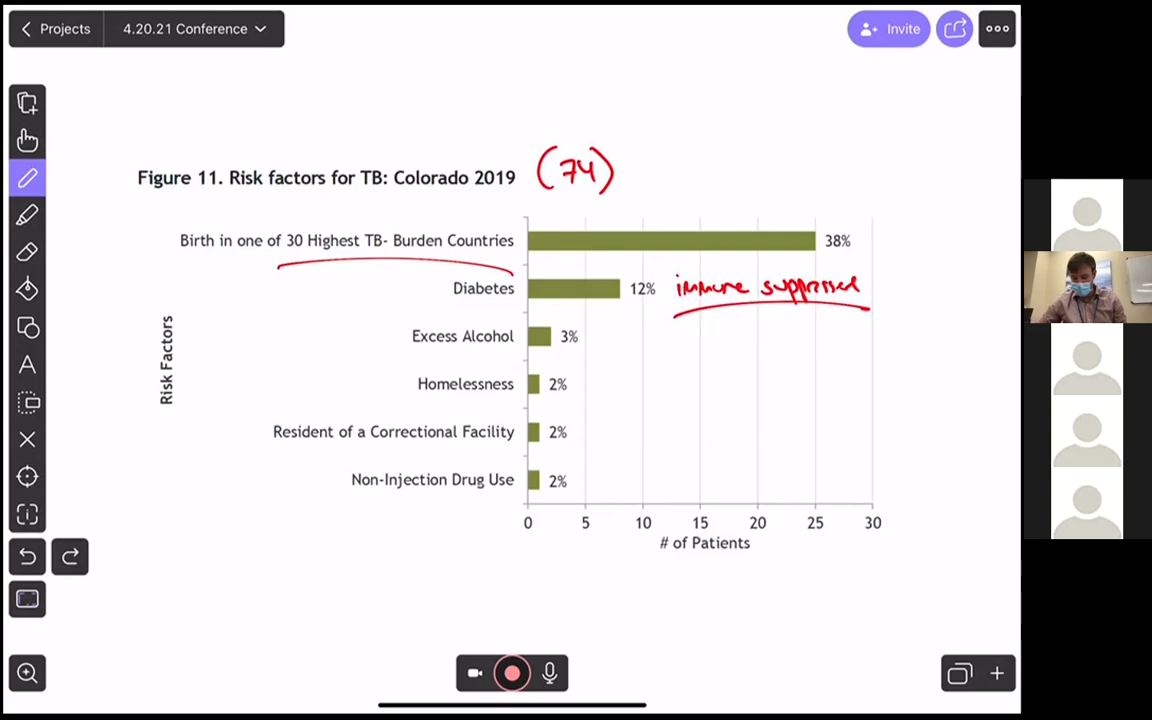 Projects
4.20.21 Conference
Invite
Figure 11. Risk factors for TB: Colorado 2019 (74)
Birth in one of 30 Highest TB- Burden Countries 38%
Diabetes 12% immune suppressed
Excess Alcohol 3%
Homelessness 2%
Resident of a Correctional Facility 2%
Non-Injection Drug Use 2%
Risk Factors
0 5 10 15 20 25 30
# of Patients